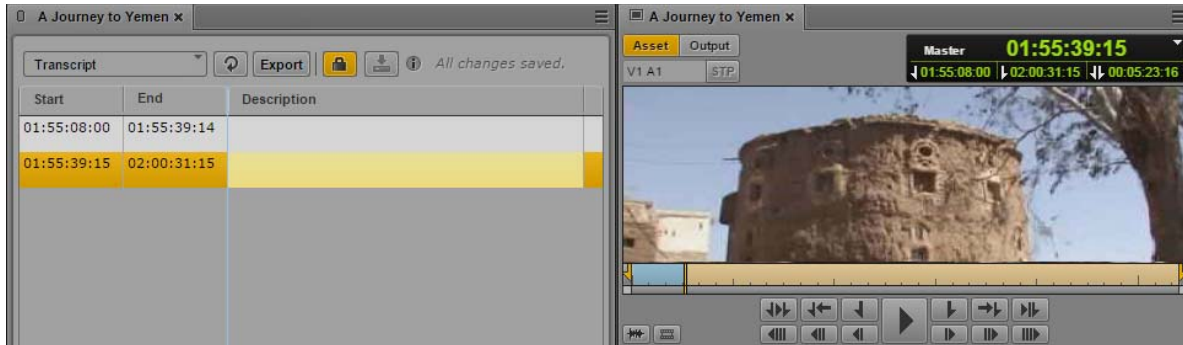 A Journey to Yemen ×
Transcript Export All changes saved.
Start End Description
01:55:08:00 01:55:39:14
01:55:39:15 02:00:31:15
A Journey to Yemen ×
Asset Output
Master 01:55:39:15
V1 A1 STP
01:55:08:00 02:00:31:15 00:05:23:16